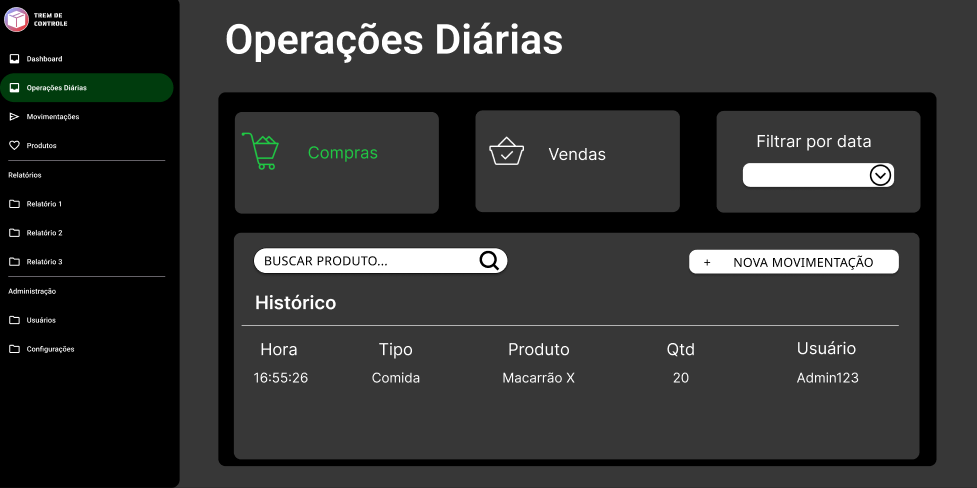 TREM DE
CONTROLE
Dashboard
Operações Diárias
Movimentações
Produtos
Relatórios
Relatório 1
Relatório 2
Relatório 3
Administração
Usuários
Configurações
Operações Diárias
Compras
Vendas
Filtrar por data
BUSCAR PRODUTO...
+ NOVA MOVIMENTAÇÃO
Histórico
Hora Tipo Produto Qtd Usuário
16:55:26 Comida Macarrão X 20 Admin123